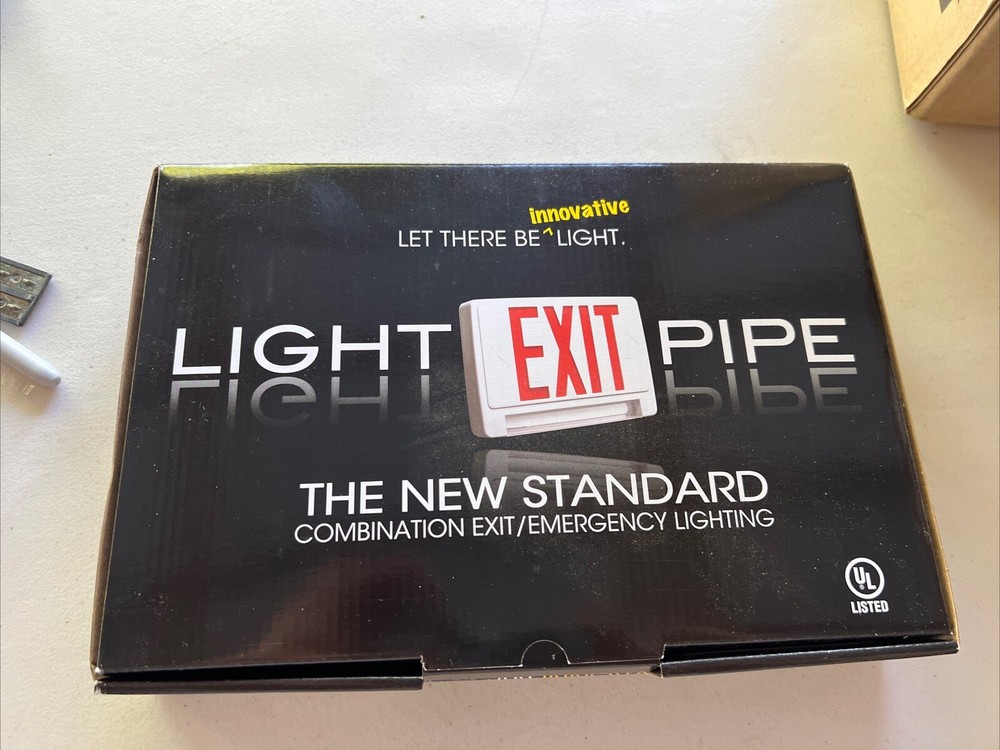 innovative
LET THERE BE ^ LIGHT.
LIGHT EXIT PIPE
THE NEW STANDARD
COMBINATION EXIT/EMERGENCY LIGHTING
UL
LISTED